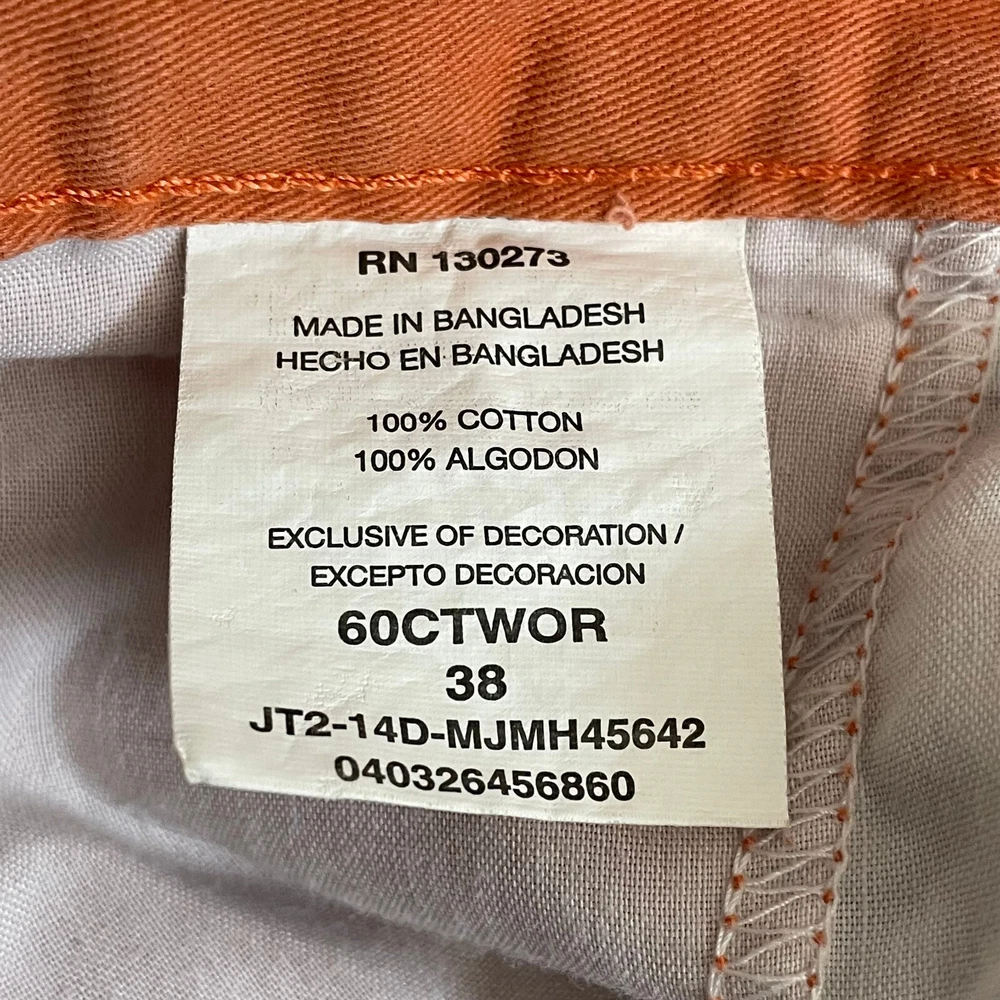 RN 130273
MADE IN BANGLADESH
HECHO EN BANGLADESH
100% COTTON
100% ALGODON
EXCLUSIVE OF DECORATION /
EXCEPTO DECORACION
60CTWOR
38
JT2-14D-MJMH45642
040326456860